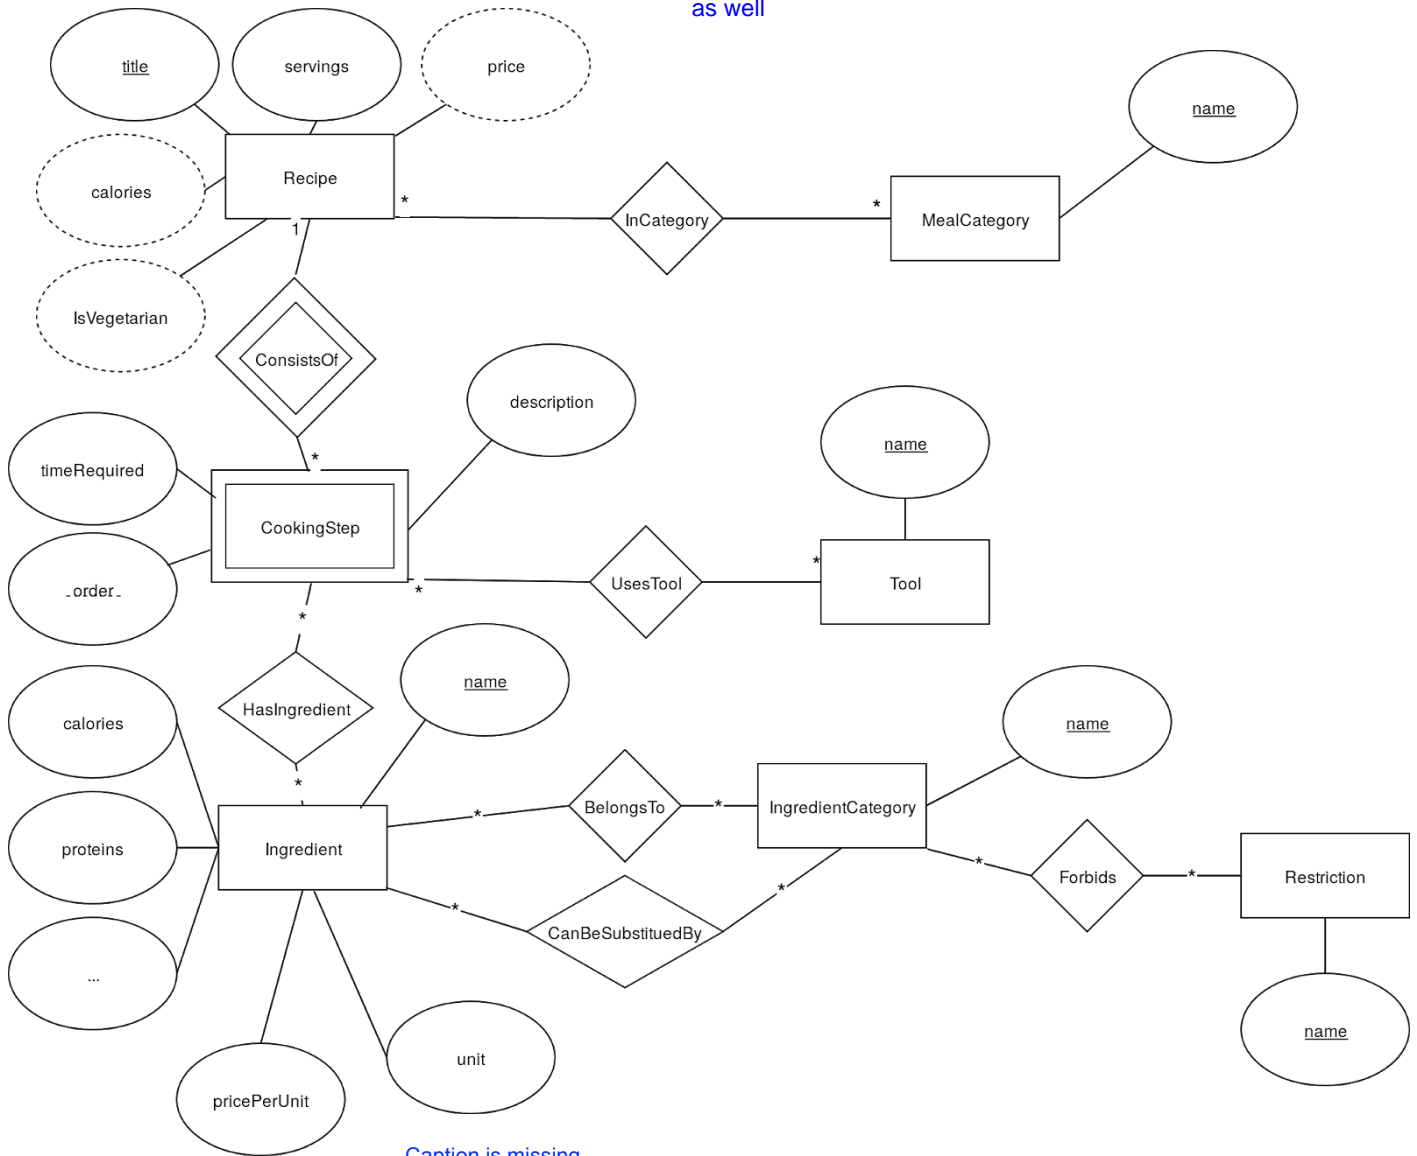 as well
title
servings
price
name
calories
Recipe
*
InCategory
*
MealCategory
1
IsVegetarian
ConsistsOf
description
name
*
timeRequired
CookingStep
*
UsesTool
Tool
order
*
*
name
calories
HasIngredient
name
*
*
BelongsTo
*
IngredientCategory
proteins
Ingredient
*
Forbids
*
Restriction
*
*
CanBeSubstituedBy
...
name
unit
pricePerUnit
Caption is missing